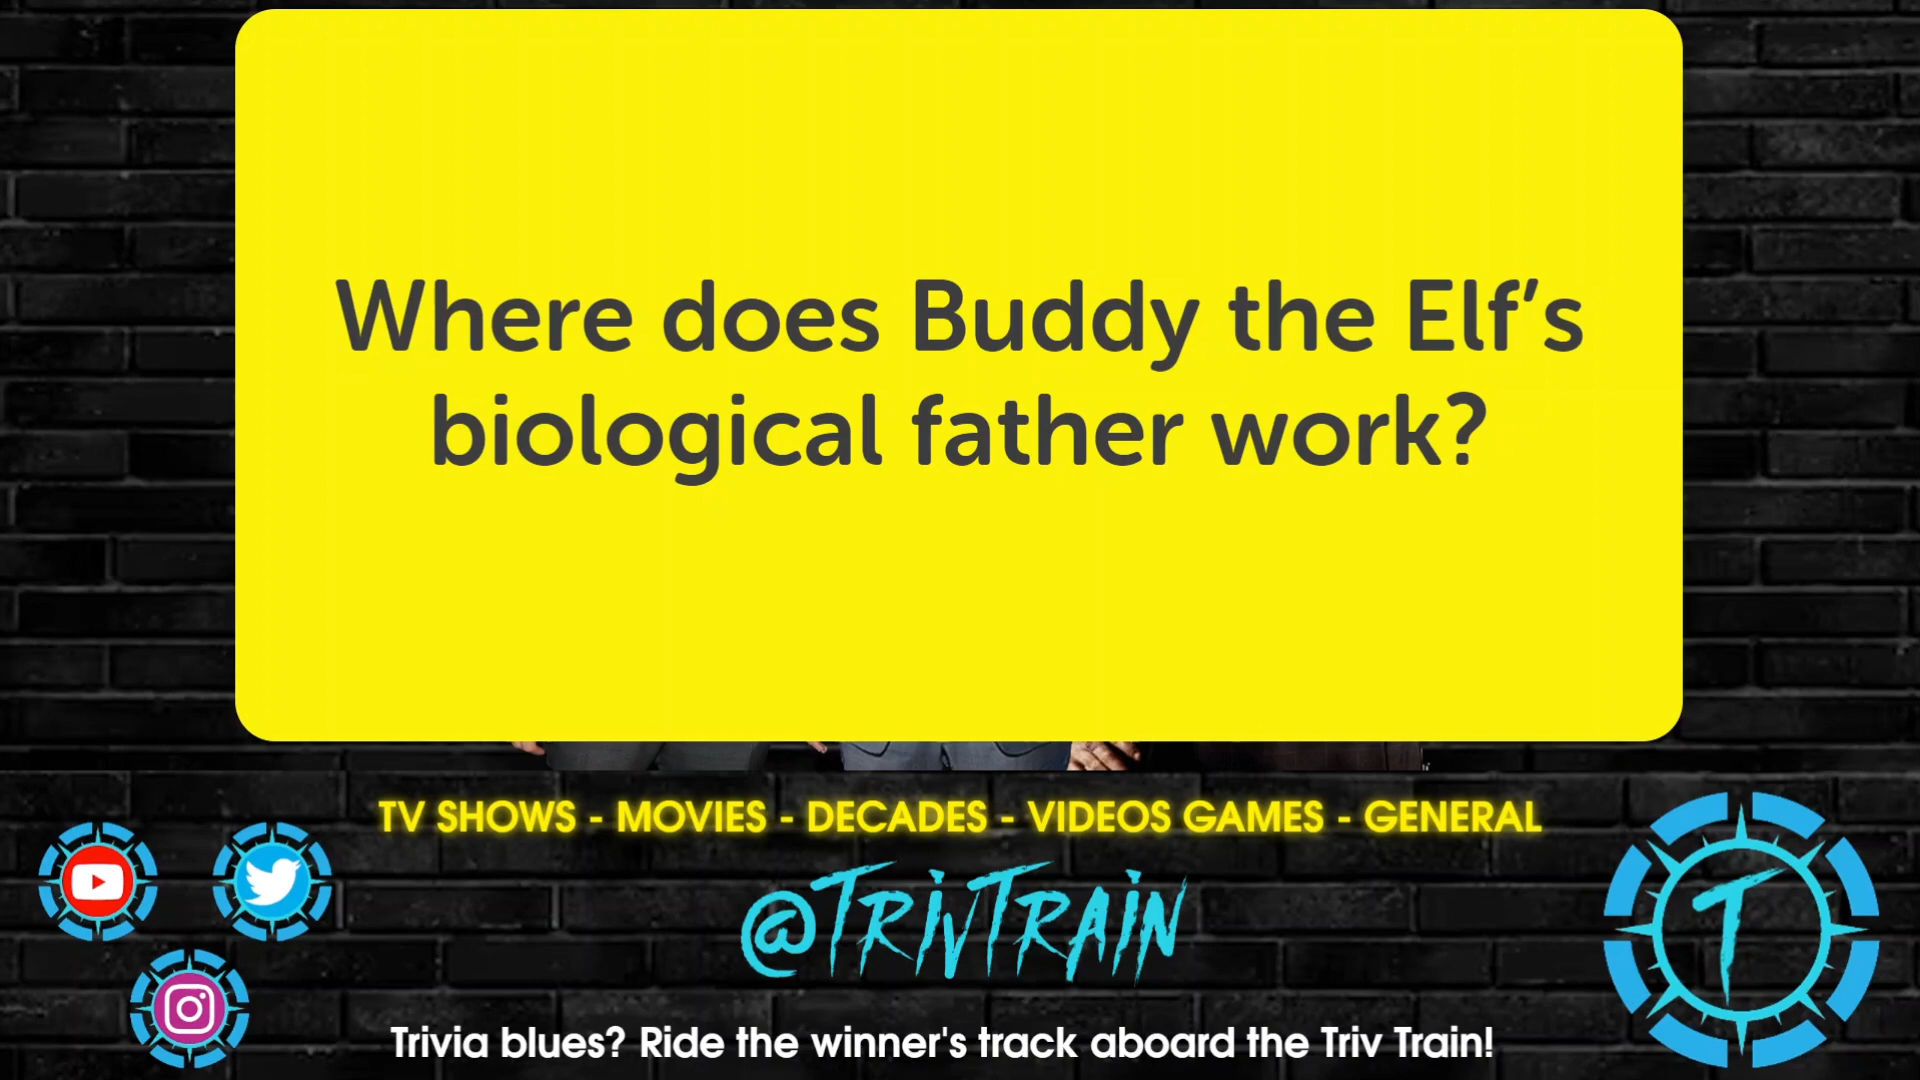 Where does Buddy the Elf’s
biological father work?
TV SHOWS - MOVIES - DECADES - VIDEOS GAMES - GENERAL
@TRIVTRAIN
T
Trivia blues? Ride the winner's track aboard the Triv Train!